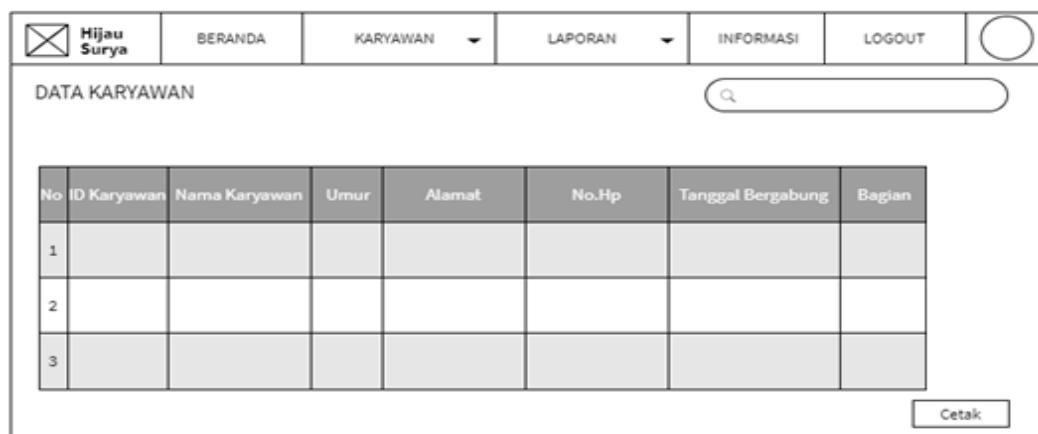 Hijau
Surya
BERANDA
KARYAWAN
LAPORAN
INFORMASI
LOGOUT
DATA KARYAWAN
No ID Karyawan Nama Karyawan Umur Alamat No.Hp Tanggal Bergabung Bagian
1
2
3
Cetak